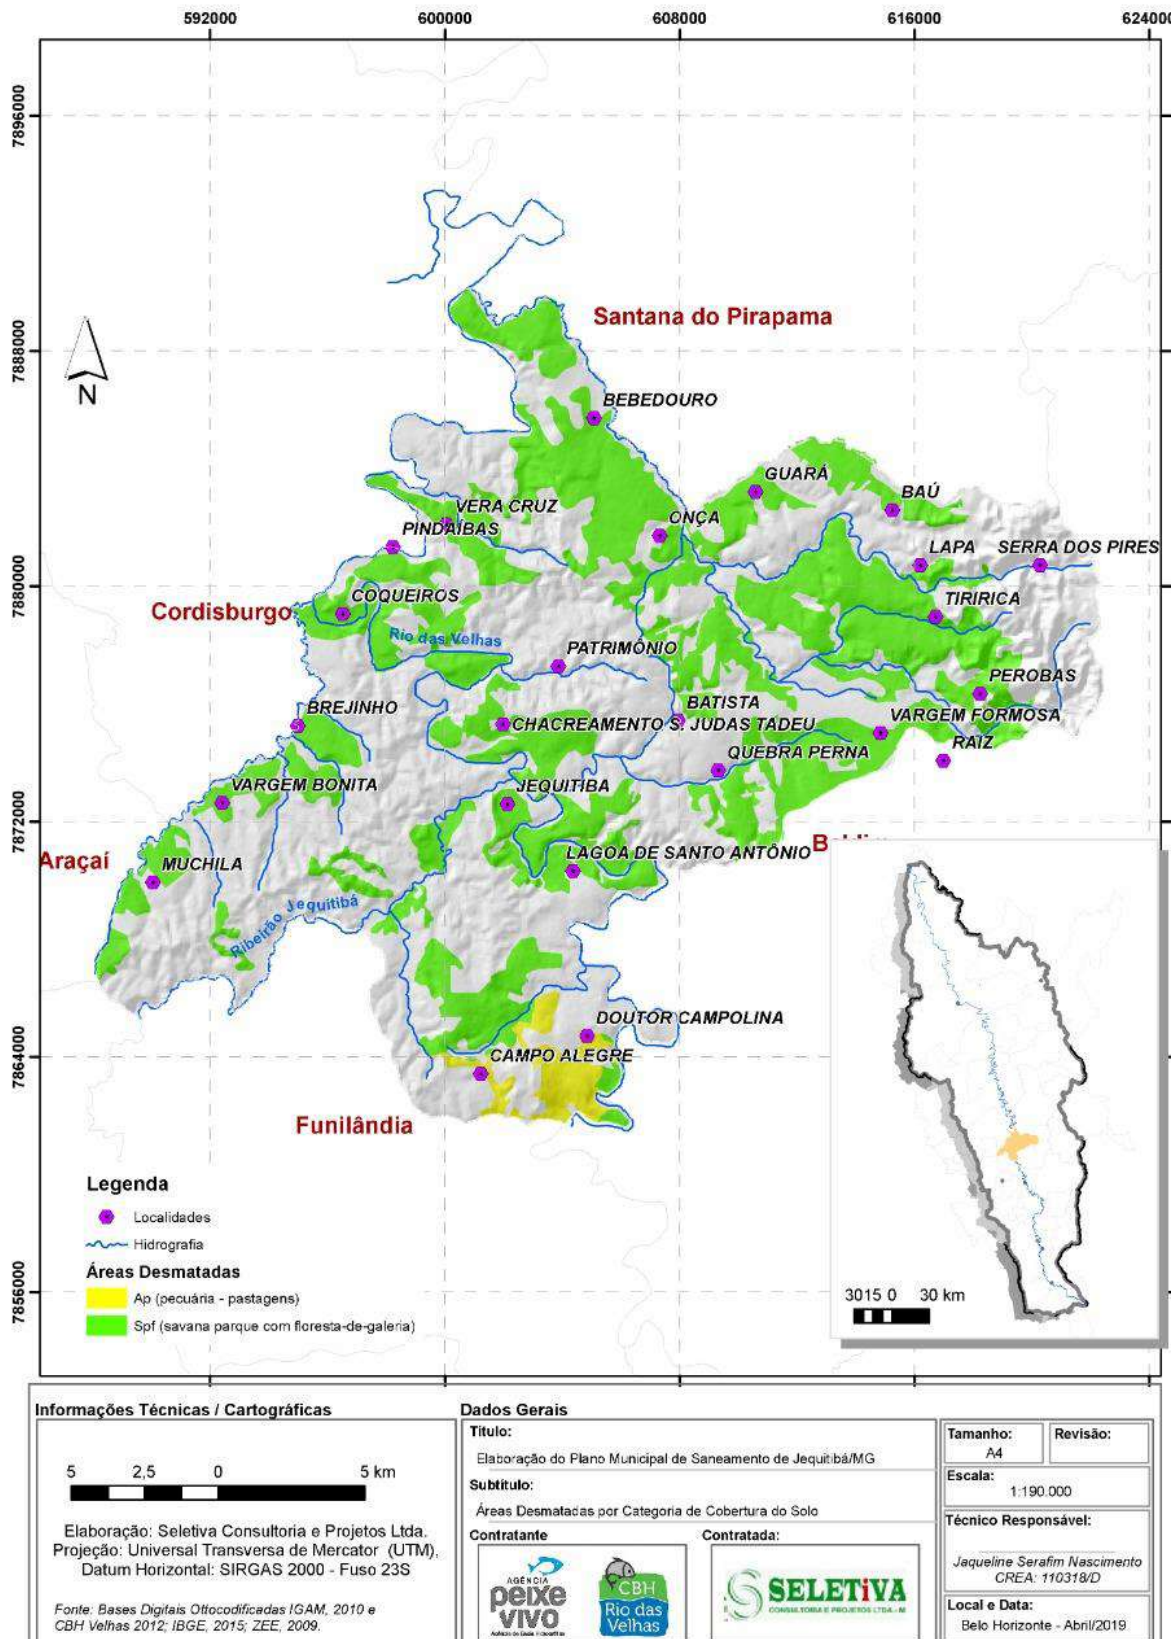 592000
600000
608000
616000
624000
7896000
7888000
7880000
7872000
7864000
7856000
N
Santana do Pirapama
BEBEDOURO
GUARÁ
BAÚ
VERA CRUZ
ONÇA
PINDAÍBAS
LAPA
SERRA DOS PIRES
COQUEIROS
TIRIRICA
Cordisburgo
Rio das Velhas
PATRIMÔNIO
PEROBAS
BREJINHO
BATISTA
CHACREAMENTO S. JUDAS TADEU
VARGEM FORMOSA
RAIZ
QUEBRA PERNA
VARGEM BONITA
JEQUITIBA
Araçaí
MUCHILA
LAGOA DE SANTO ANTÔNIO
Ribeirão Jequitibá
DOUTOR CAMPOLINA
CAMPO ALEGRE
Funilândia
Legenda
Localidades
Hidrografia
Áreas Desmatadas
Ap (pecuária - pastagens)
Spf (savana parque com floresta-de-galeria)
3015 0 30 km
Informações Técnicas / Cartográficas
5 2,5 0 5 km
Elaboração: Seletiva Consultoria e Projetos Ltda.
Projeção: Universal Transversa de Mercator (UTM),
Datum Horizontal: SIRGAS 2000 - Fuso 23S
Fonte: Bases Digitais Ottocodificadas IGAM, 2010 e
CBH Velhas 2012; IBGE, 2015; ZEE, 2009.
Dados Gerais
Titulo:
Elaboração do Plano Municipal de Saneamento de Jequitibá/MG
Subtitulo:
Áreas Desmatadas por Categoria de Cobertura do Solo
Contratante
AGÊNCIA
peixe
vivo
CBH
Rio das
Velhas
Contratada:
SELETiVA
CONSULTORIA E PROJETOS LTDA - M
Tamanho:
A4
Revisão:
Escala:
1:190.000
Técnico Responsável:
Jaqueline Serafim Nascimento
CREA: 110318/D
Local e Data:
Belo Horizonte - Abril/2019